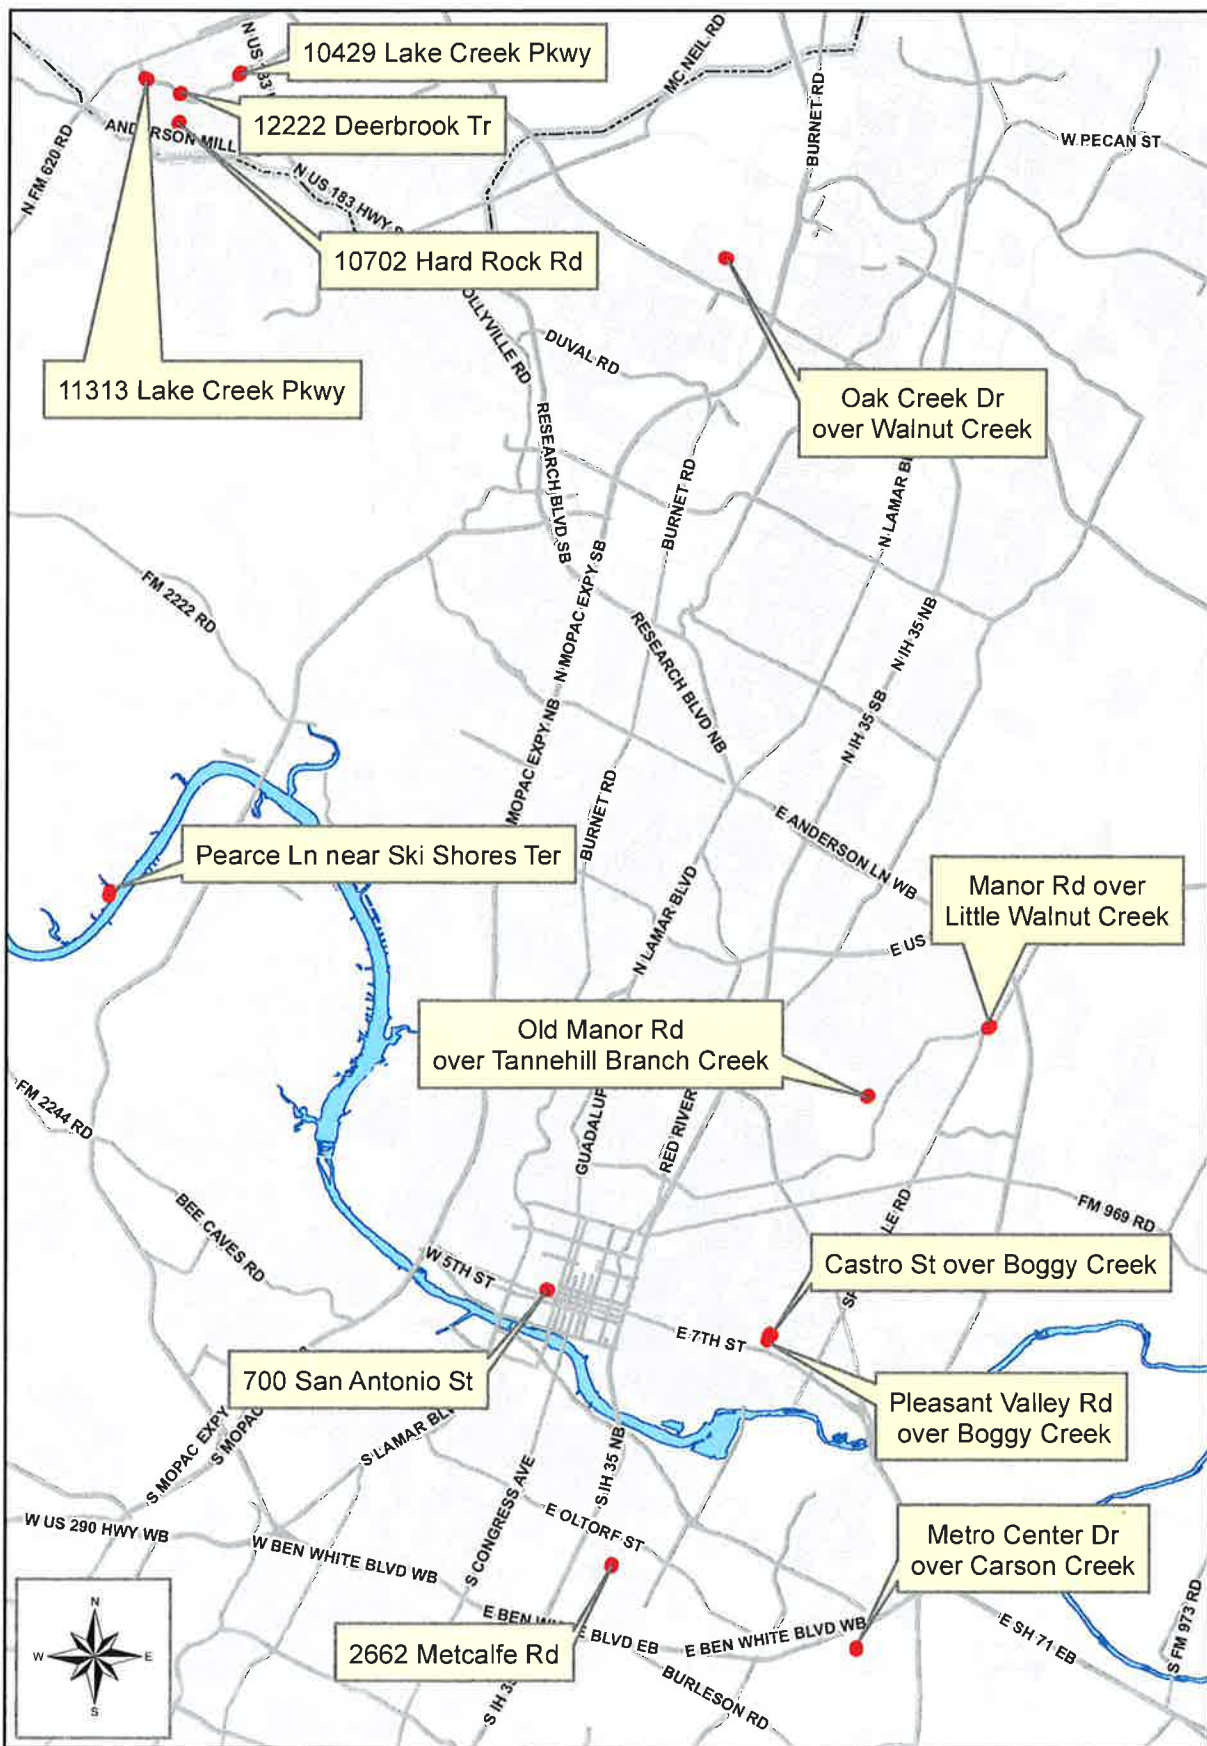 10429 Lake Creek Pkwy
12222 Deerbrook Tr
ANDERSON MILL
N FM 620 RD
N US 183 HWY
MC NEIL RD
BURNET RD
W PECAN ST
10702 Hard Rock Rd
11313 Lake Creek Pkwy
DUVAL RD
Oak Creek Dr
over Walnut Creek
RESEARCH BLVD SB
BURNET RD
N LAMAR
FM 2222 RD
N MOPAC EXPY SB
RESEARCH BLVD NB
N IH 35 NB
N IH 35 SB
MOPAC EXPY NB
BURNET RD
E ANDERSON LN WB
Pearce Ln near Ski Shores Ter
N LAMAR BLVD
E US
Manor Rd over
Little Walnut Creek
Old Manor Rd
over Tannehill Branch Creek
FM 2244 RD
RED RIVER
BEE CAVES RD
FM 969 RD
W 5TH ST
Castro St over Boggy Creek
E 7TH ST
700 San Antonio St
Pleasant Valley Rd
over Boggy Creek
S MOPAC EXPY
S MOPAC
S LAMAR
S CONGRESS AVE
S IH 35 NB
E OLTORF ST
W US 290 HWY WB
W BEN WHITE BLVD WB
Metro Center Dr
over Carson Creek
E BEN
BLVD EB
E BEN WHITE BLVD WB
2662 Metcalfe Rd
BURLESON RD
E SH 71 EB
S FM 973 RD
S IH
N
W
E
S